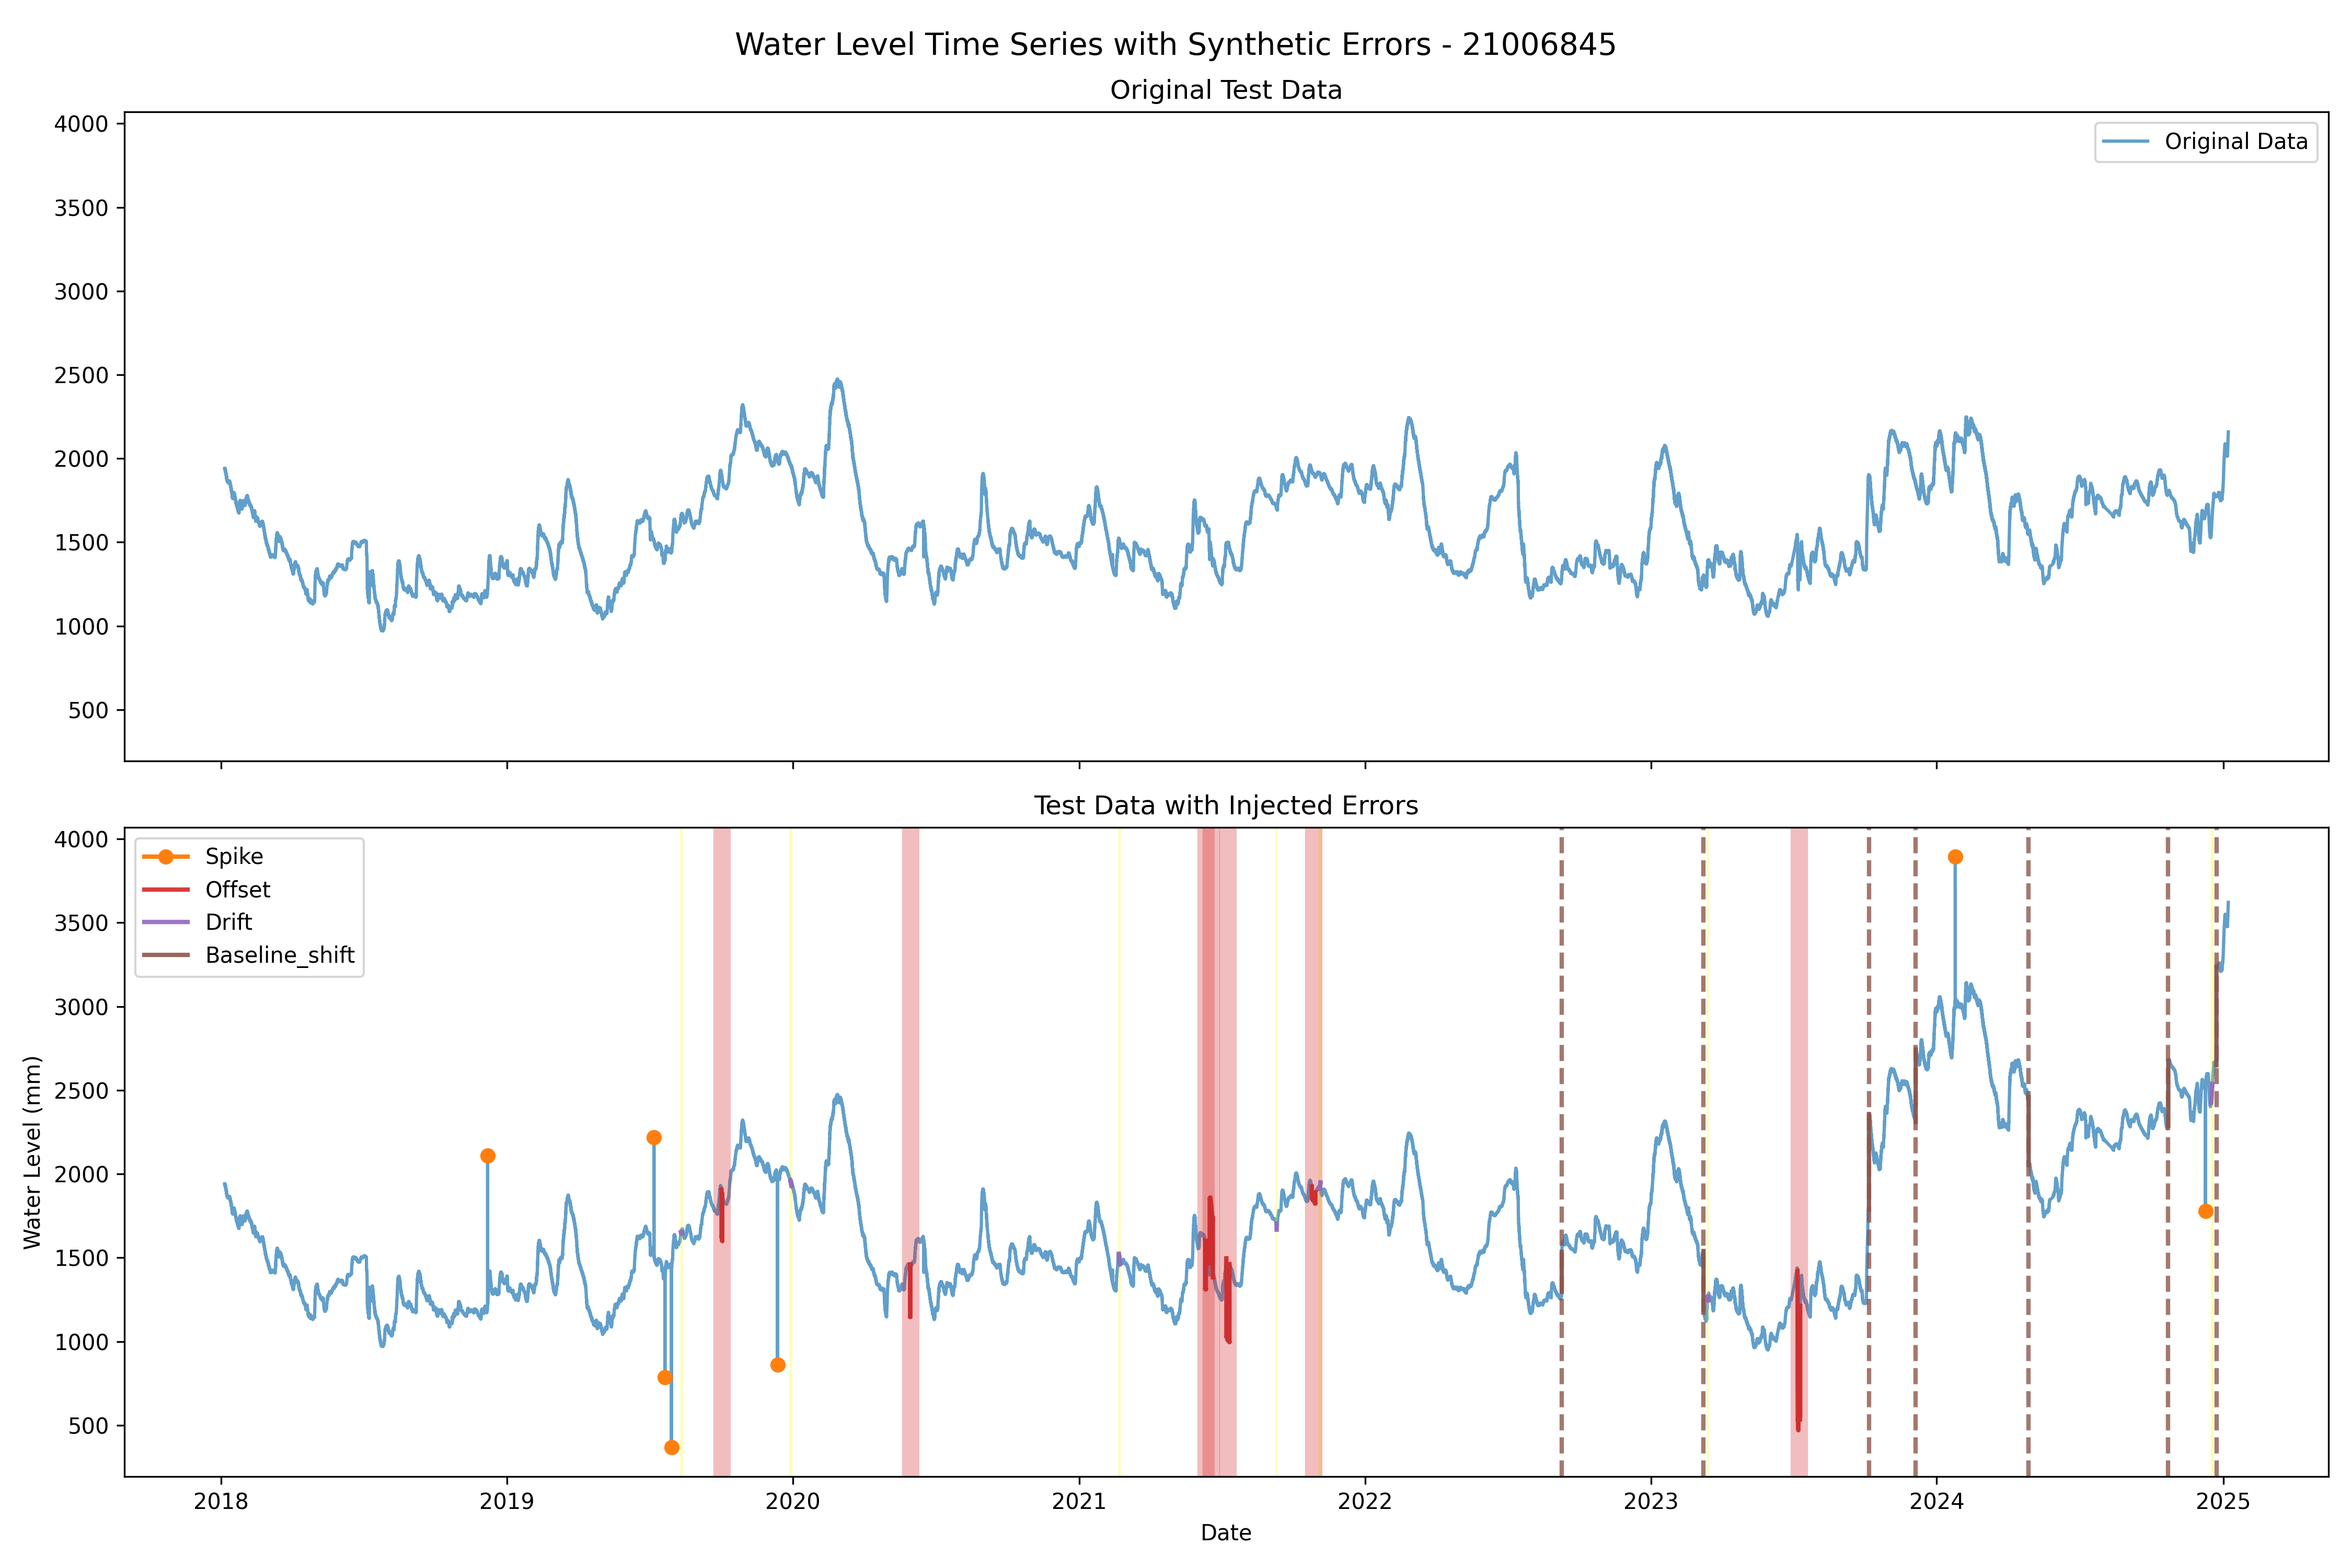 Water Level Time Series with Synthetic Errors - 21006845
Original Test Data
4000
3500
3000
2500
2000
1500
1000
500
Original Data
Test Data with Injected Errors
Water Level (mm)
4000
3500
3000
2500
2000
1500
1000
500
Spike
Offset
Drift
Baseline_shift
2018
2019
2020
2021
2022
2023
2024
2025
Date